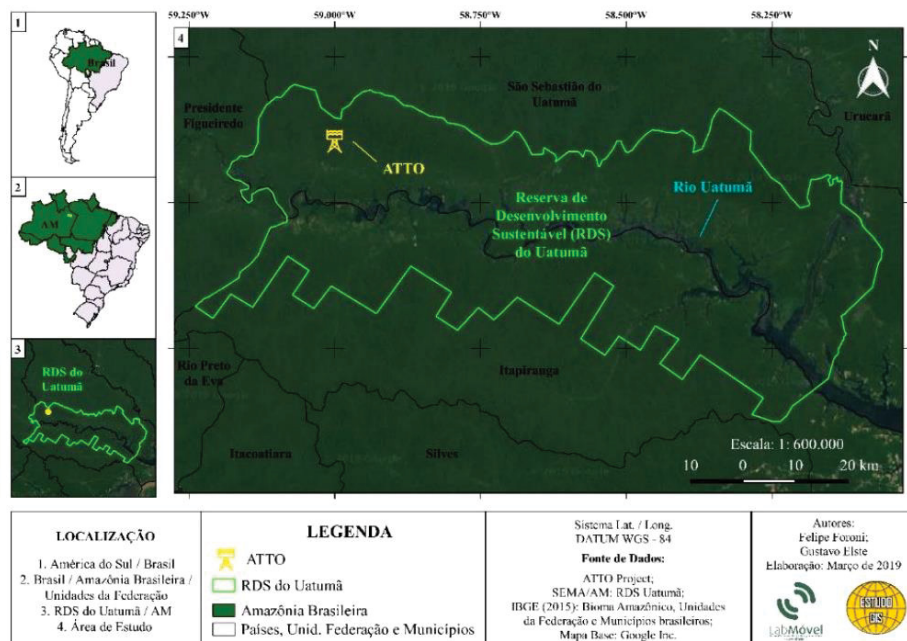 59.250°W
59.000°W
58.750°W
58.500°W
58.250°W
1
Brasil
2
AM
3
RDS do
Uatumã
4
N
São Sebastião do
Uatumã
Presidente
Figueiredo
Urucará
ATTO
Rio Uatumã
Reserva de
Desenvolvimento
Sustentável (RDS)
do Uatumã
Rio Preto
da Eva
Itapiranga
Itacoatiara
Silves
Escala: 1: 600.000
10 0 10 20 km
LOCALIZAÇÃO
1. América do Sul / Brasil
2. Brasil / Amazônia Brasileira /
Unidades da Federação
3. RDS do Uatumã / AM
4. Área de Estudo
LEGENDA
ATTO
RDS do Uatumã
Amazônia Brasileira
Países, Unid. Federação e Municípios
Sistema Lat. / Long.
DATUM WGS - 84
Fonte de Dados:
ATTO Project;
SEMA/AM: RDS Uatumã;
IBGE (2015): Bioma Amazônico, Unidades
da Federação e Municípios brasileiros;
Mapa Base: Google Inc.
Autores:
Felipe Foroni;
Gustavo Elste
Elaboração: Março de 2019
LabMóvel
ESTUDO